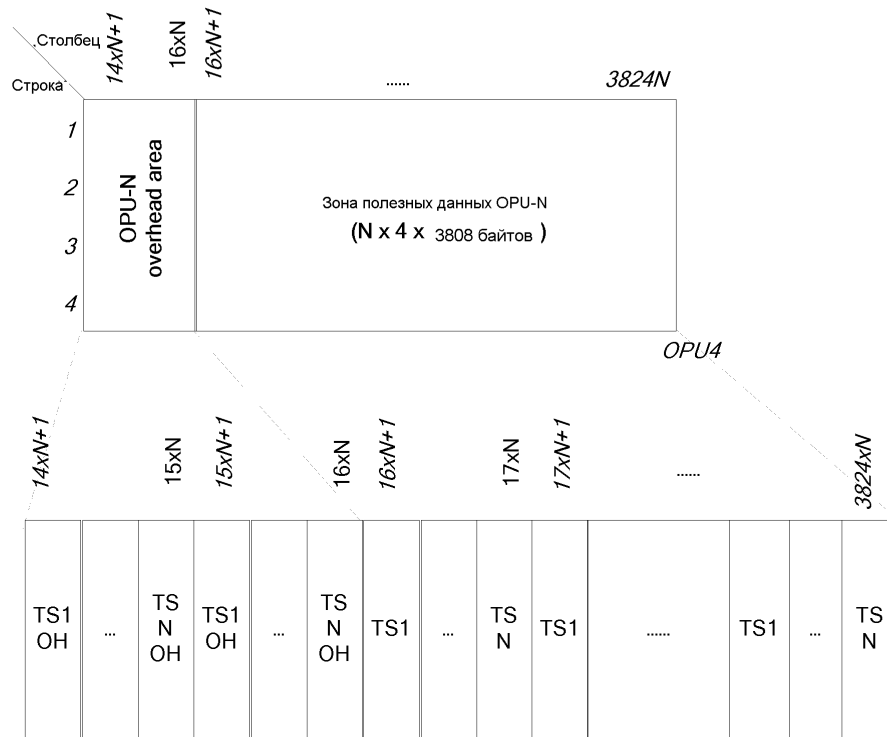 Столбец
14xN+1
16xN
16xN+1
......
3824N
Строка
1
2
3
4
OPU-N
overhead area
Зона полезных данных OPU-N
(N x 4 x 3808 байтов )
OPU4
14xN+1
15xN
15xN+1
16xN
16xN+1
17xN
17xN+1
......
3824xN
TS1
OH
...
TS
N
OH
TS1
OH
...
TS
N
OH
TS1
...
TS
N
TS1
......
TS1
...
TS
N